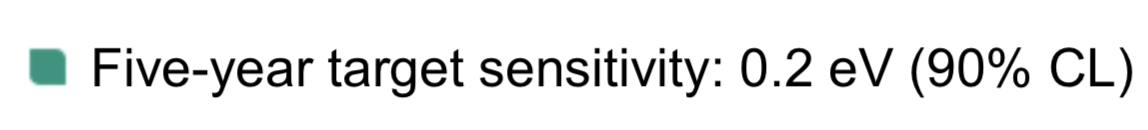 Five-year target sensitivity: 0.2 eV (90% CL)